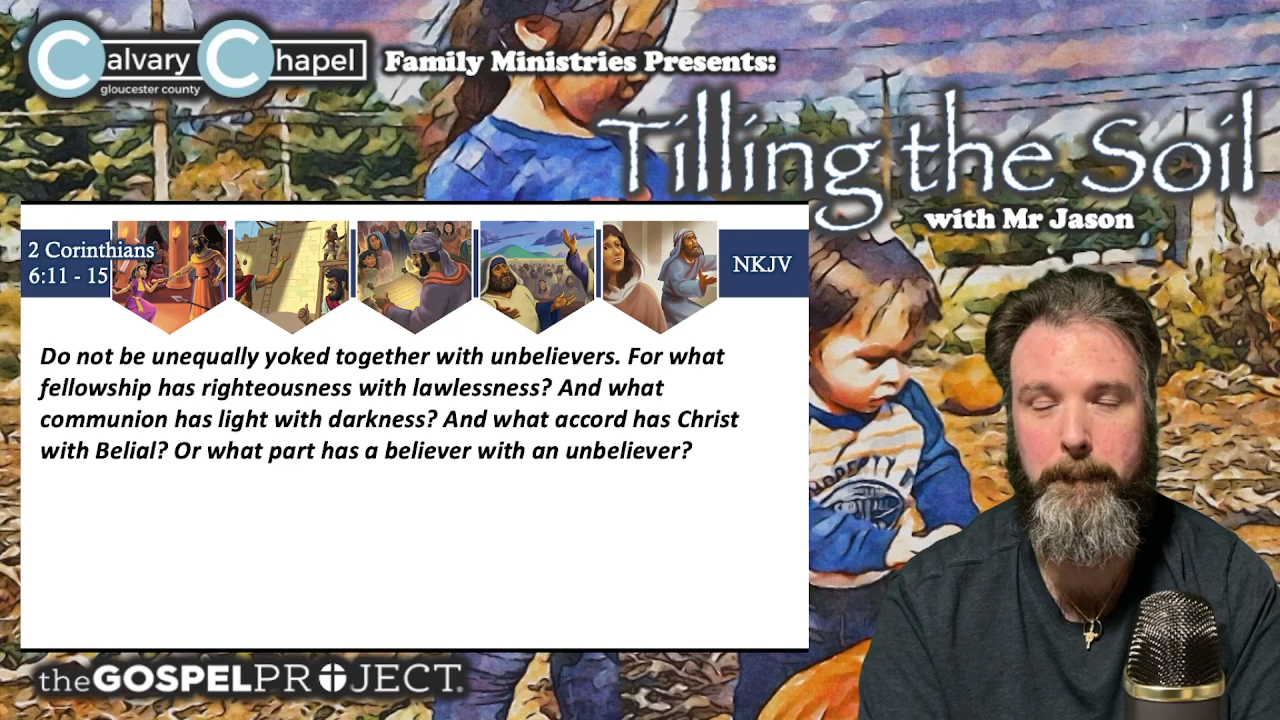 Calvary Chapel
gloucester county
Family Ministries Presents:
Tilling the Soil
with Mr Jason
2 Corinthians
6:11 - 15
NKJV
Do not be unequally yoked together with unbelievers. For what
fellowship has righteousness with lawlessness? And what
communion has light with darkness? And what accord has Christ
with Belial? Or what part has a believer with an unbeliever?
theGOSPELPROJECT®